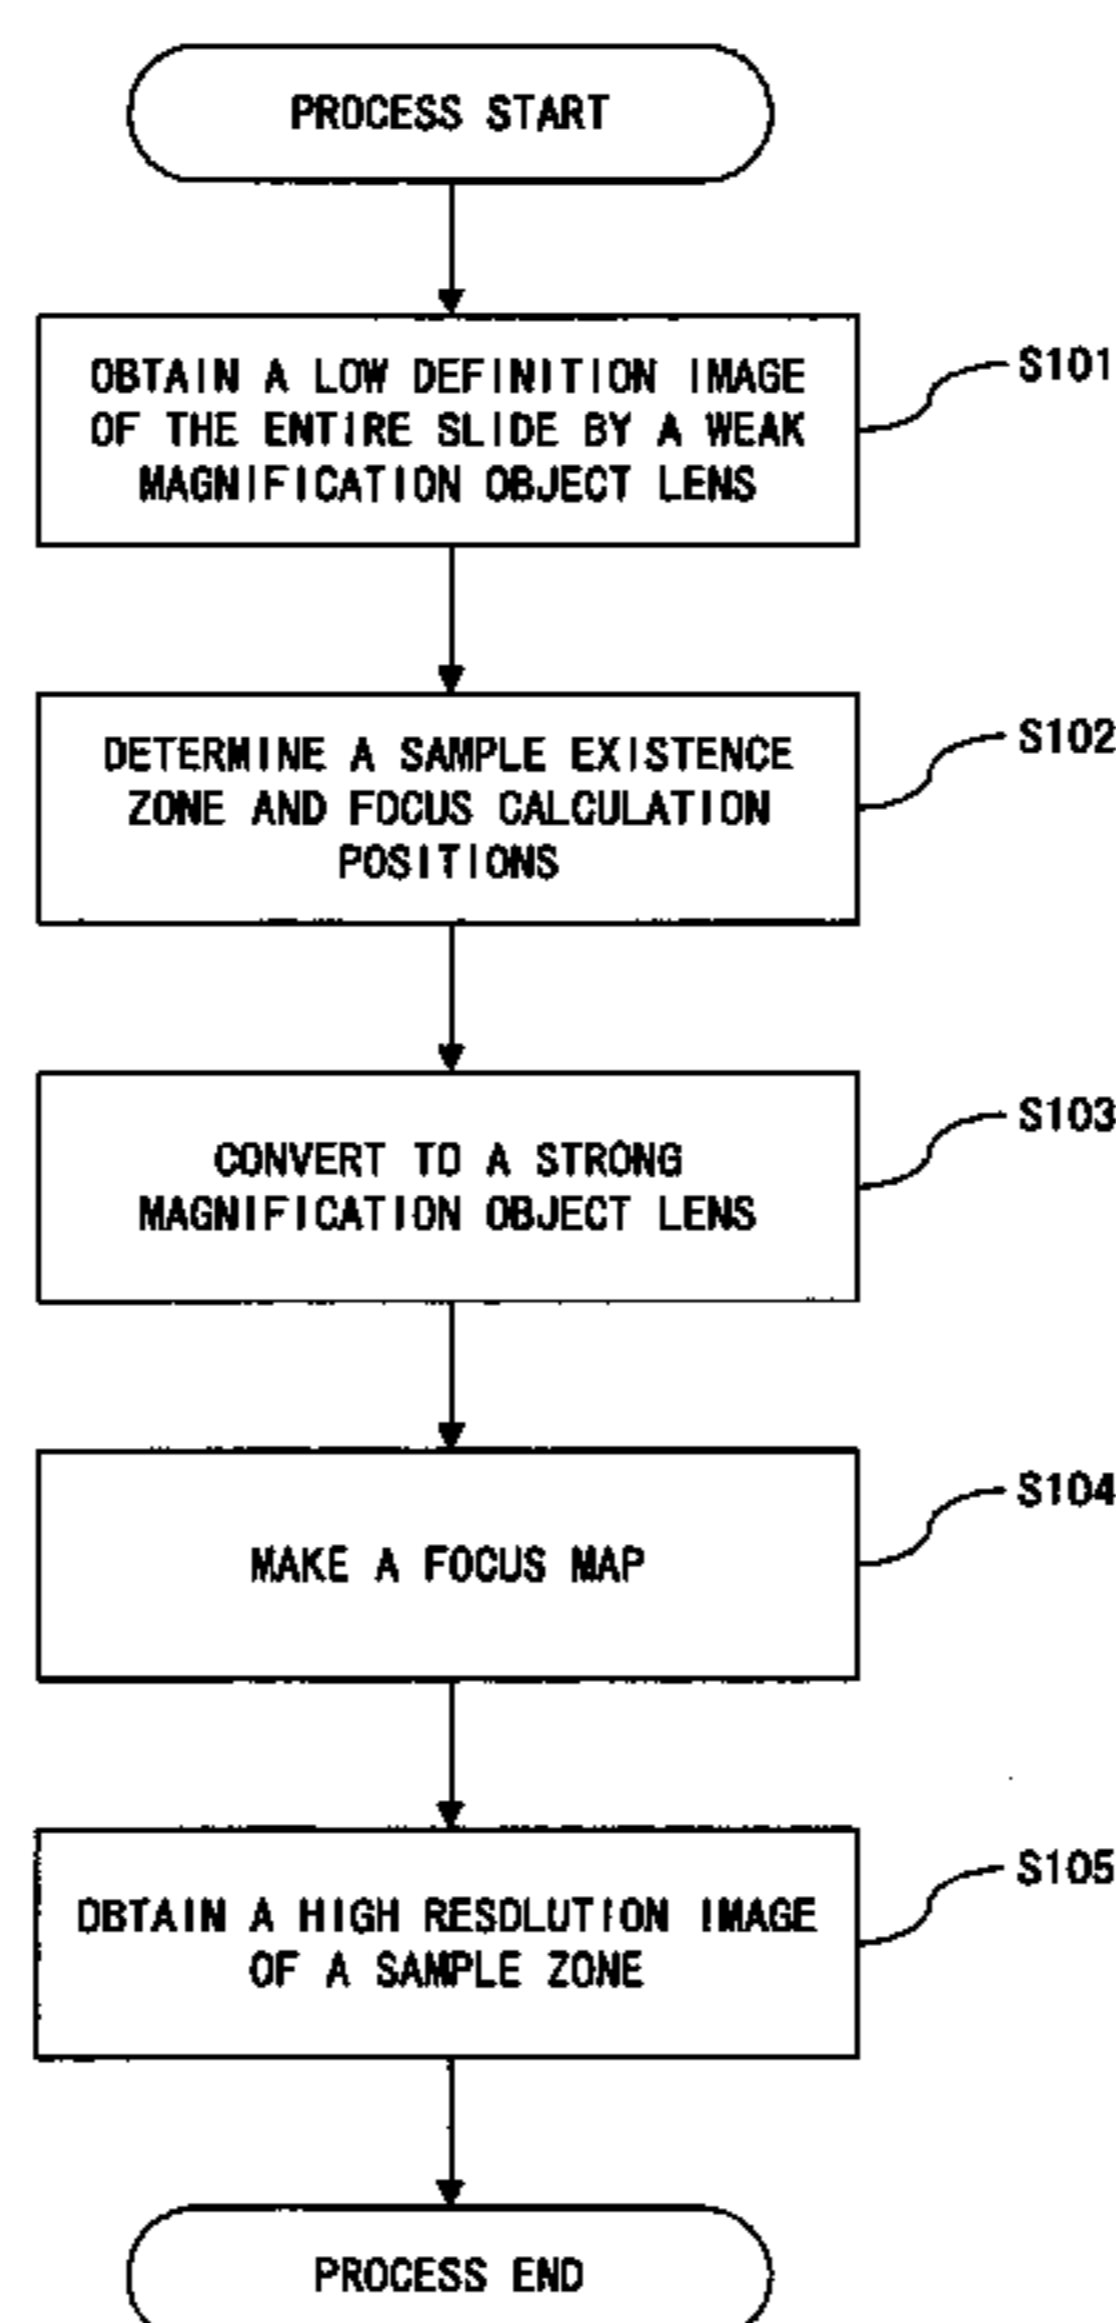 PROCESS START
OBTAIN A LOW DEFINITION IMAGE
OF THE ENTIRE SLIDE BY A WEAK
MAGNIFICATION OBJECT LENS
S101
DETERMINE A SAMPLE EXISTENCE
ZONE AND FOCUS CALCULATION
POSITIONS
S102
CONVERT TO A STRONG
MAGNIFICATION OBJECT LENS
S103
MAKE A FOCUS MAP
S104
OBTAIN A HIGH RESOLUTION IMAGE
OF A SAMPLE ZONE
S105
PROCESS END